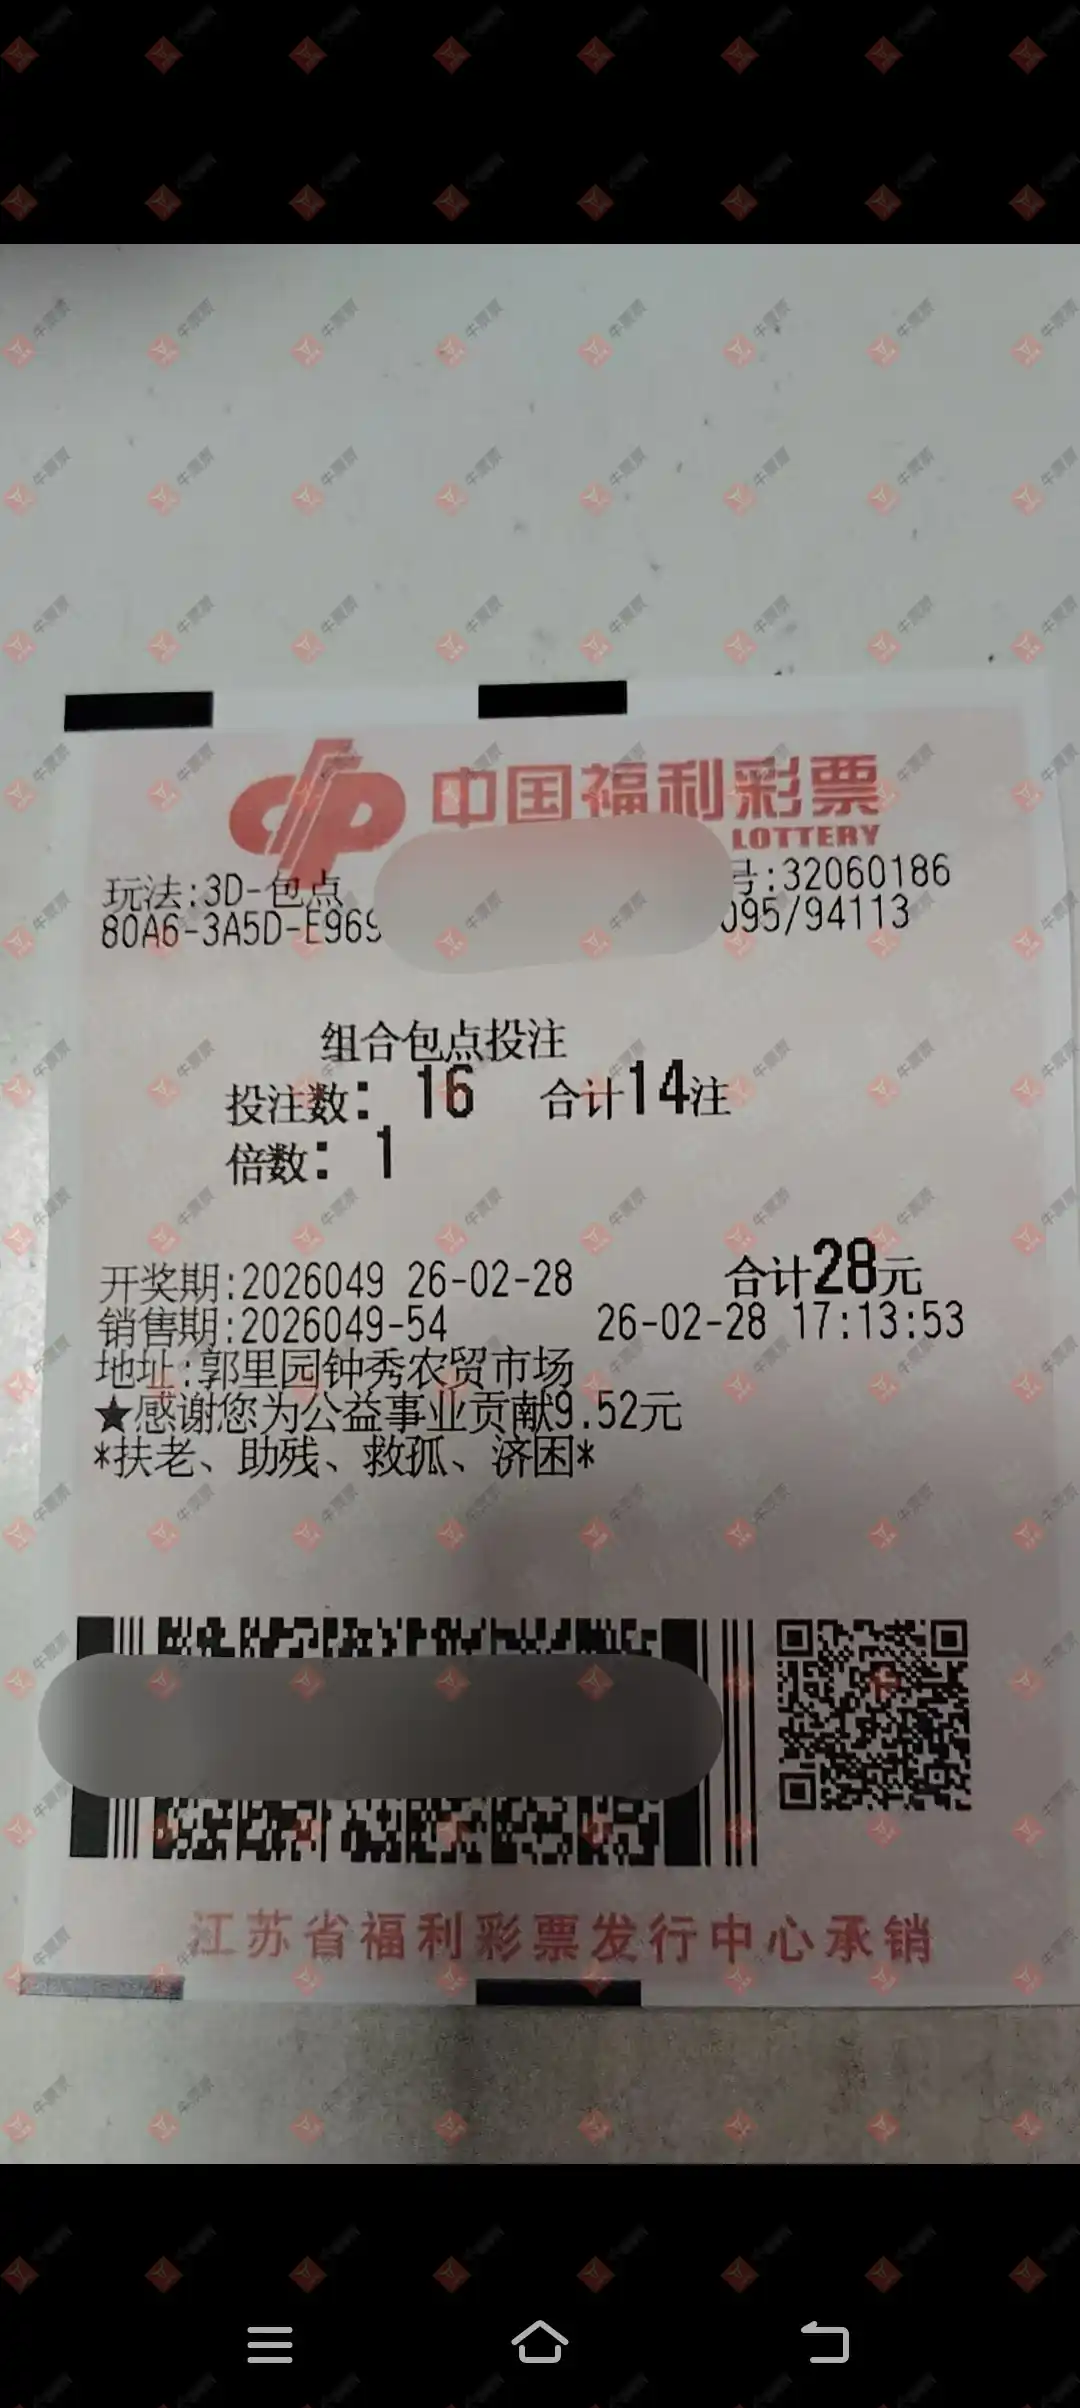 中国福利彩票
LOTTERY
玩法:3D-包点 号:32060186
80A6-3A5D-E969 095/94113
组合包点投注
投注数: 16 合计14注
倍数: 1
开奖期:2026049 26-02-28 合计28元
销售期:2026049-54 26-02-28 17:13:53
地址:郭里园钟秀农贸市场
★感谢您为公益事业贡献9.52元
*扶老、助残、救孤、济困*
江苏省福利彩票发行中心承销